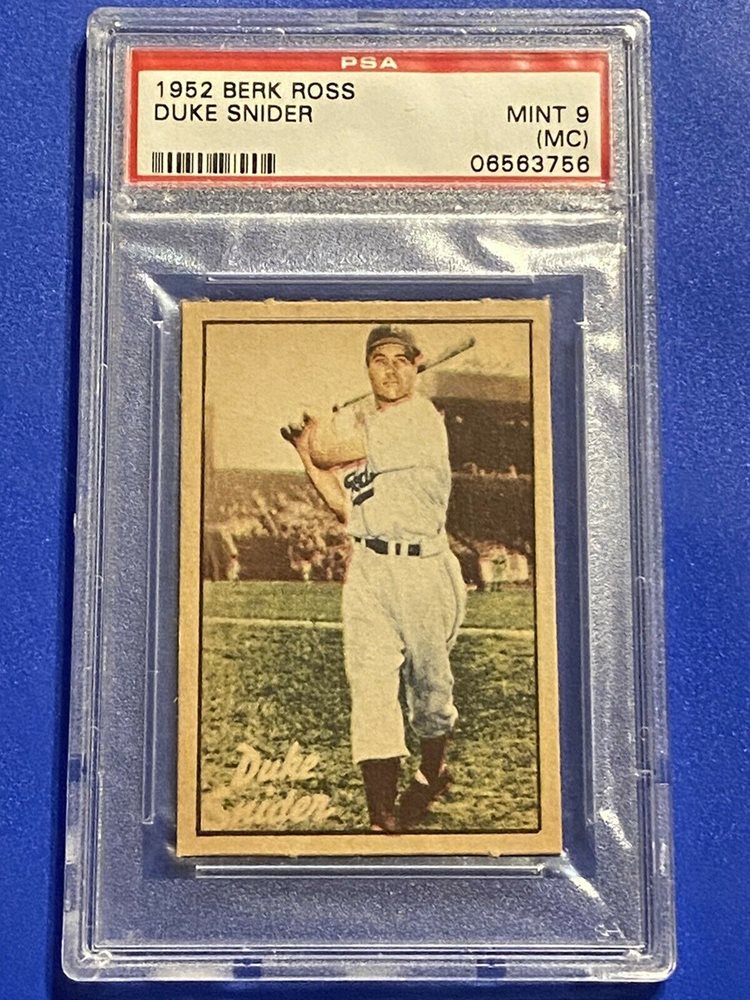 PSA
1952 BERK ROSS
DUKE SNIDER
MINT 9
(MC)
06563756
Duke
Snider